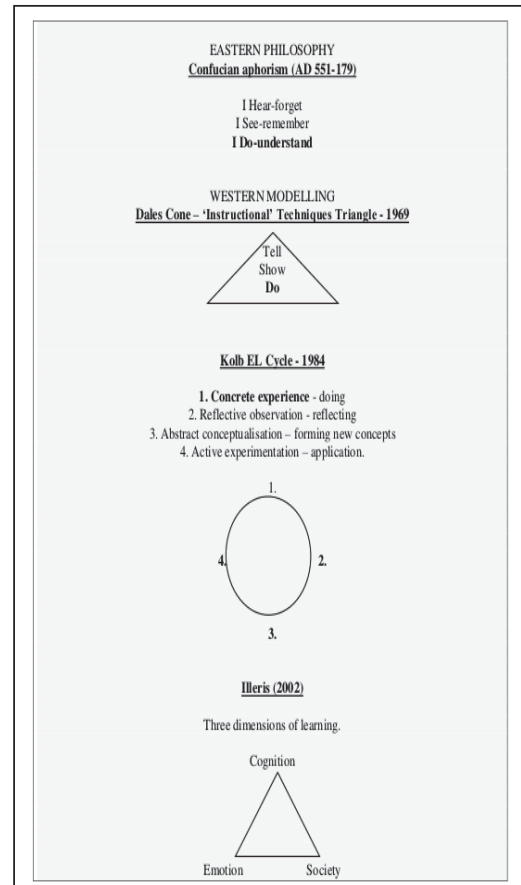 EASTERN PHILOSOPHY
Confucian aphorism (AD 551-179)
I Hear-forget
I See-remember
I Do-understand
WESTERN MODELLING
Dales Cone – ‘Instructional’ Techniques Triangle - 1969
Tell
Show
Do
Kolb EL Cycle - 1984
1. Concrete experience - doing
2. Reflective observation - reflecting
3. Abstract conceptualisation – forming new concepts
4. Active experimentation – application.
1.
4.
2.
3.
Illeris (2002)
Three dimensions of learning.
Cognition
Emotion
Society